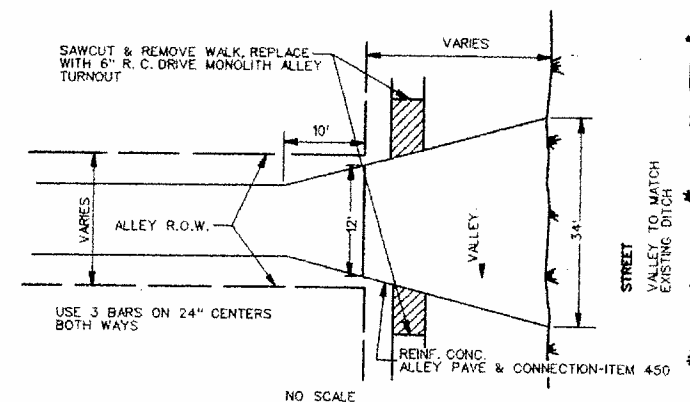 SAWCUT & REMOVE WALK, REPLACE
WITH 6" R. C. DRIVE MONOLITH ALLEY
TURNOUT
VARIES
10'
VARIES
ALLEY R.O.W.
12'
VALLEY
34'
STREET
VALLEY TO MATCH
EXISTING DITCH
USE 3 BARS ON 24" CENTERS
BOTH WAYS
REINF. CONC.
ALLEY PAVE & CONNECTION-ITEM 450
NO SCALE